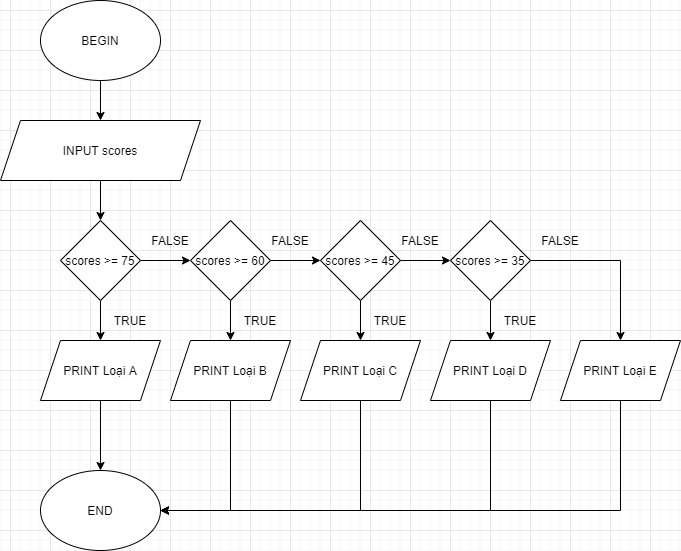 BEGIN
INPUT scores
FALSE
FALSE
FALSE
FALSE
scores >= 75
scores >= 60
scores >= 45
scores >= 35
TRUE
TRUE
TRUE
TRUE
PRINT Loại A
PRINT Loại B
PRINT Loại C
PRINT Loại D
PRINT Loại E
END